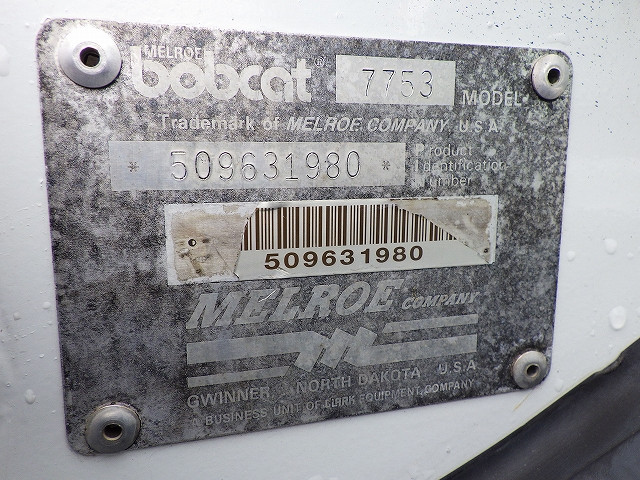 MELROE
bobcat® 7753 MODEL
Trademark of MELROE COMPANY U.S.A.
* 509631980 * Product
Identification
Number
509631980
MELROE COMPANY
GWINNER NORTH DAKOTA U.S.A
A BUSINESS UNIT OF CLARK EQUIPMENT COMPANY